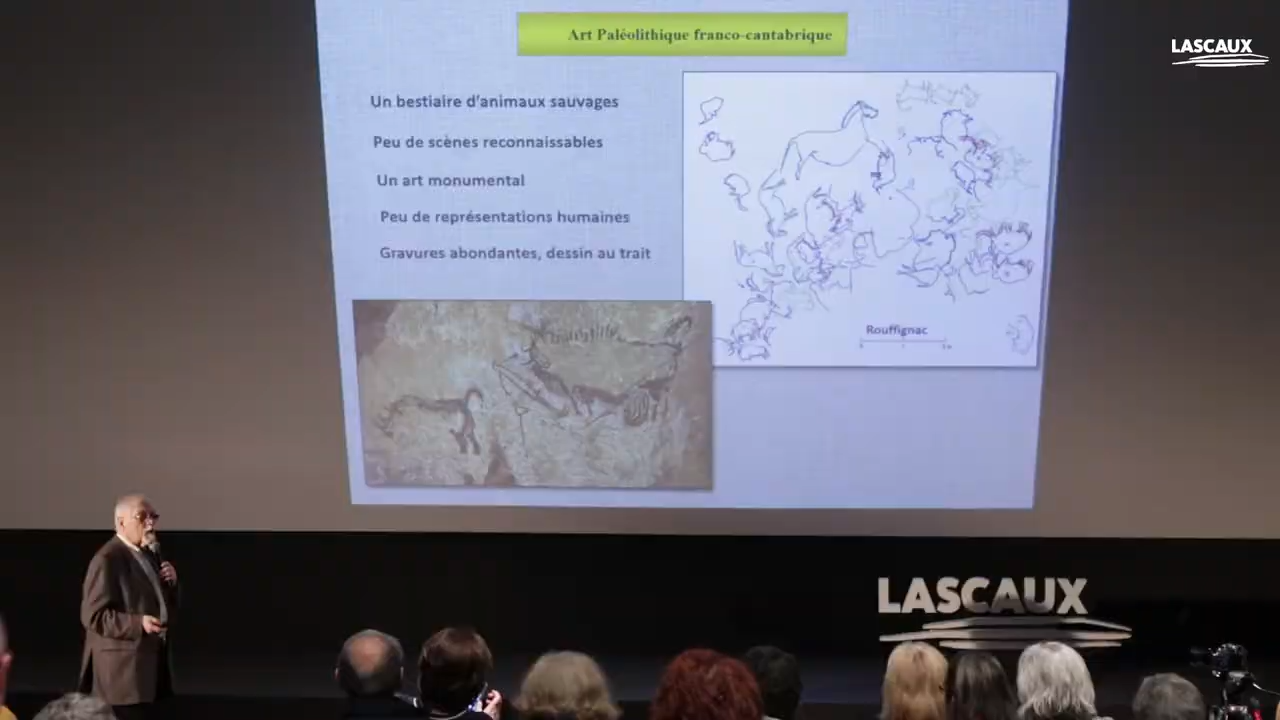 Art Paléolithique franco-cantabrique
LASCAUX
Un bestiaire d'animaux sauvages
Peu de scènes reconnaissables
Un art monumental
Peu de représentations humaines
Gravures abondantes, dessin au trait
Rouffignac
LASCAUX